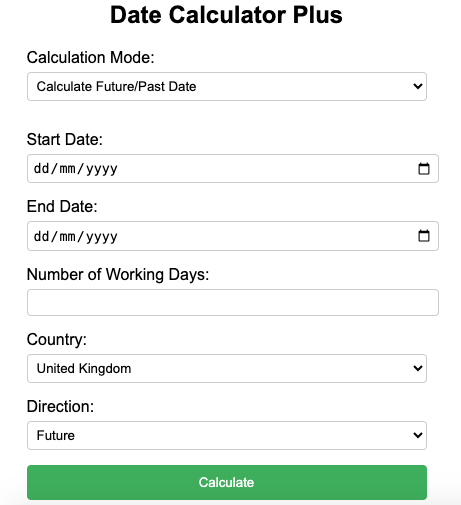 Date Calculator Plus
Calculation Mode:
Calculate Future/Past Date
Start Date:
dd/mm/yyyy
End Date:
dd/mm/yyyy
Number of Working Days:
Country:
United Kingdom
Direction:
Future
Calculate